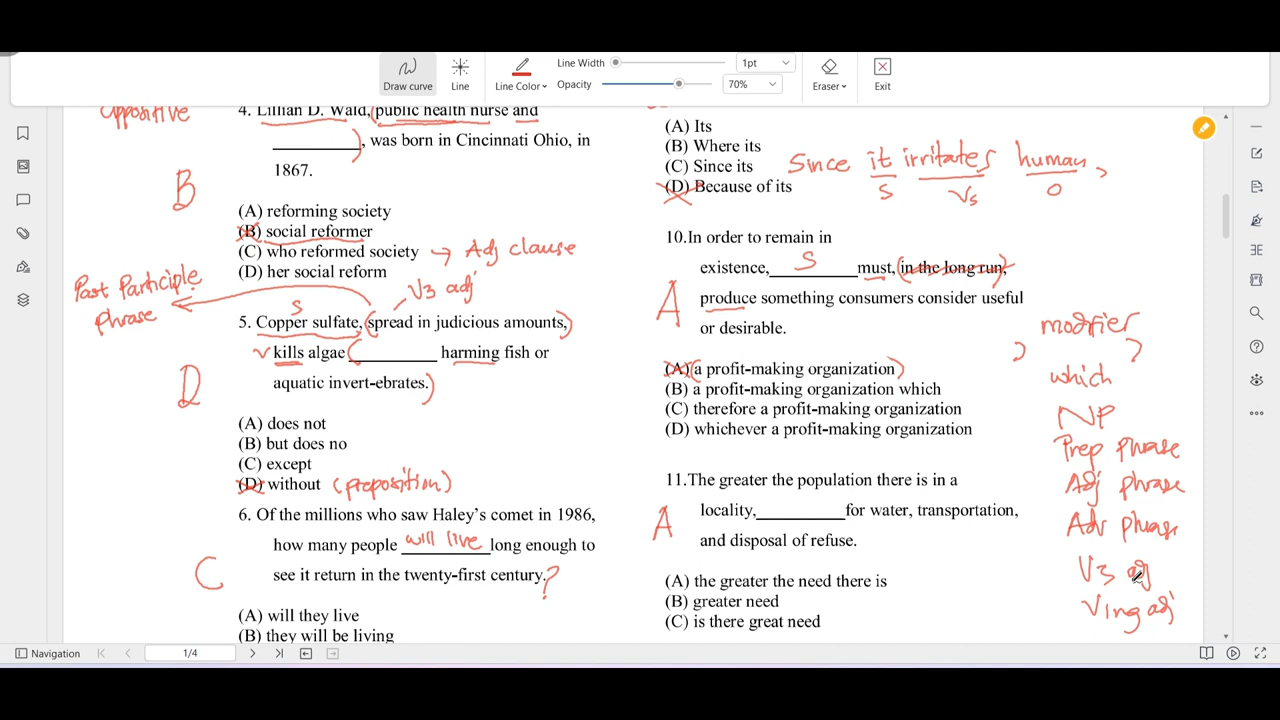 Draw curve
Line
Line Color
Line Width
1pt
Opacity
70%
Eraser
Exit
oppositive
4. Lillian D. Wald, (public health nurse and
__________), was born in Cincinnati Ohio, in
1867.
B
(A) reforming society
(B) social reformer
(C) who reformed society → Adj clause
(D) her social reform
Past Participle
phrase
V3 adj
S
5. Copper sulfate, (spread in judicious amounts,)
V kills algae (__________ harming fish or
aquatic invert-ebrates.)
D
(A) does not
(B) but does no
(C) except
(D) without (preposition)
6. Of the millions who saw Haley's comet in 1986,
how many people will live long enough to
see it return in the twenty-first century.?
C
(A) will they live
(B) they will be living
(A) Its
(B) Where its
(C) Since its
(D) Because of its
Since it irritates human,
S Vs O
10.In order to remain in
existence,__________must, (in the long run,)
S
produce something consumers consider useful
or desirable.
A
(A) (a profit-making organization)
(B) a profit-making organization which
(C) therefore a profit-making organization
(D) whichever a profit-making organization
11.The greater the population there is in a
locality,__________for water, transportation,
and disposal of refuse.
A
(A) the greater the need there is
(B) greater need
(C) is there great need
modifier
, ,
which
NP
Prep phrase
Adj phrase
Adv phrase
V3 adj
Ving adj
Navigation
1/4